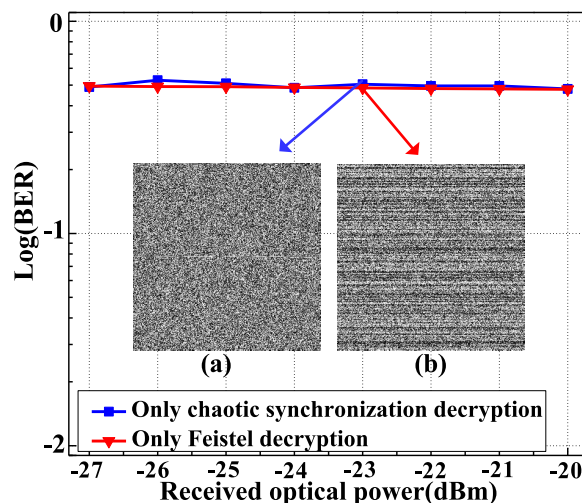 0
-1
-2
Log(BER)
(a)
(b)
Only chaotic synchronization decryption
Only Feistel decryption
-27 -26 -25 -24 -23 -22 -21 -20
Received optical power(dBm)